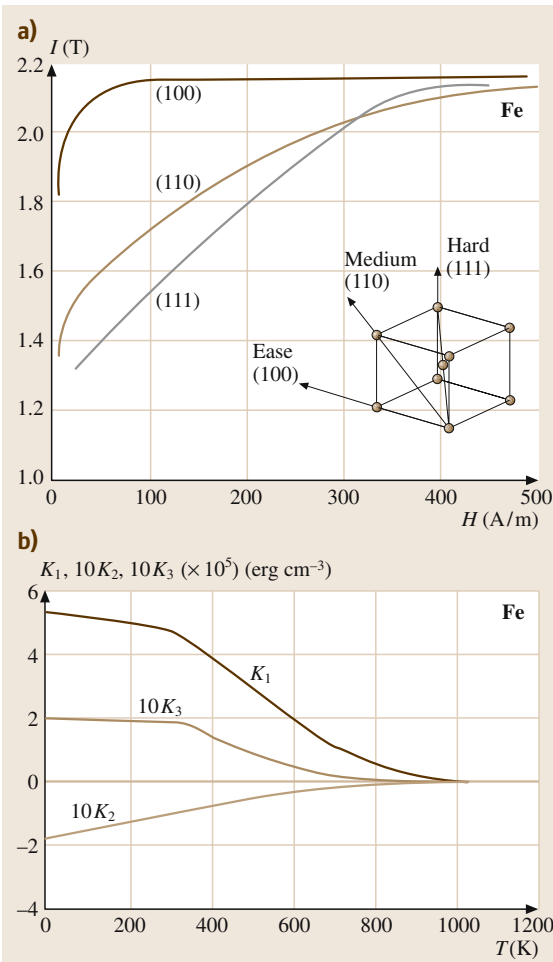 a)
I (T)
2.2
2.0
1.8
1.6
1.4
1.2
1.0
(100)
Fe
(110)
(111)
Medium
(110)
Hard
(111)
Ease
(100)
0 100 200 300 400 500
H (A/m)
b)
K₁, 10K₂, 10K₃ (× 10⁵) (erg cm⁻³)
6
4
2
0
–2
–4
Fe
K₁
10K₃
10K₂
0 200 400 600 800 1000 1200
T(K)